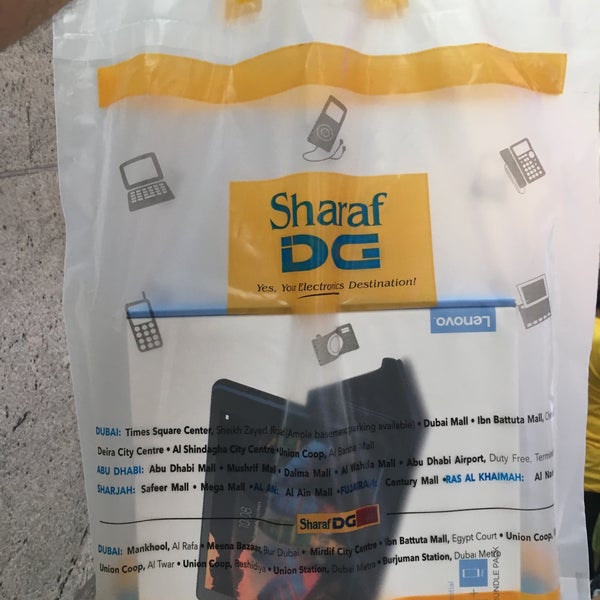 Sharaf
DG
Yes, Your Electronics Destination!
Lenovo
DUBAI: Times Square Center, Sheikh Zayed Road (Ample basement parking available) • Dubai Mall • Ibn Battuta Mall,
Deira City Centre • Al Shindagha City Centre • Union Coop, Al Barsha Mall
ABU DHABI: Abu Dhabi Mall • Mushrif Mall • Dalma Mall • Al Wahda Mall • Abu Dhabi Airport, Duty Free,
SHARJAH: Safeer Mall • Mega Mall • AL AIN: Al Ain Mall • FUJAIRAH: Century Mall • RAS AL KHAIMAH: Al
Sharaf DG
DUBAI: Mankhool, Al Rafa • Meena Bazaar, Bur Dubai • Mirdif City Centre • Ibn Battuta Mall, Egypt Court • Union Coop,
Union Coop, Al Twar • Union Coop, Rashidiya • Union Station, Dubai Metro • Burjuman Station, Dubai Metro